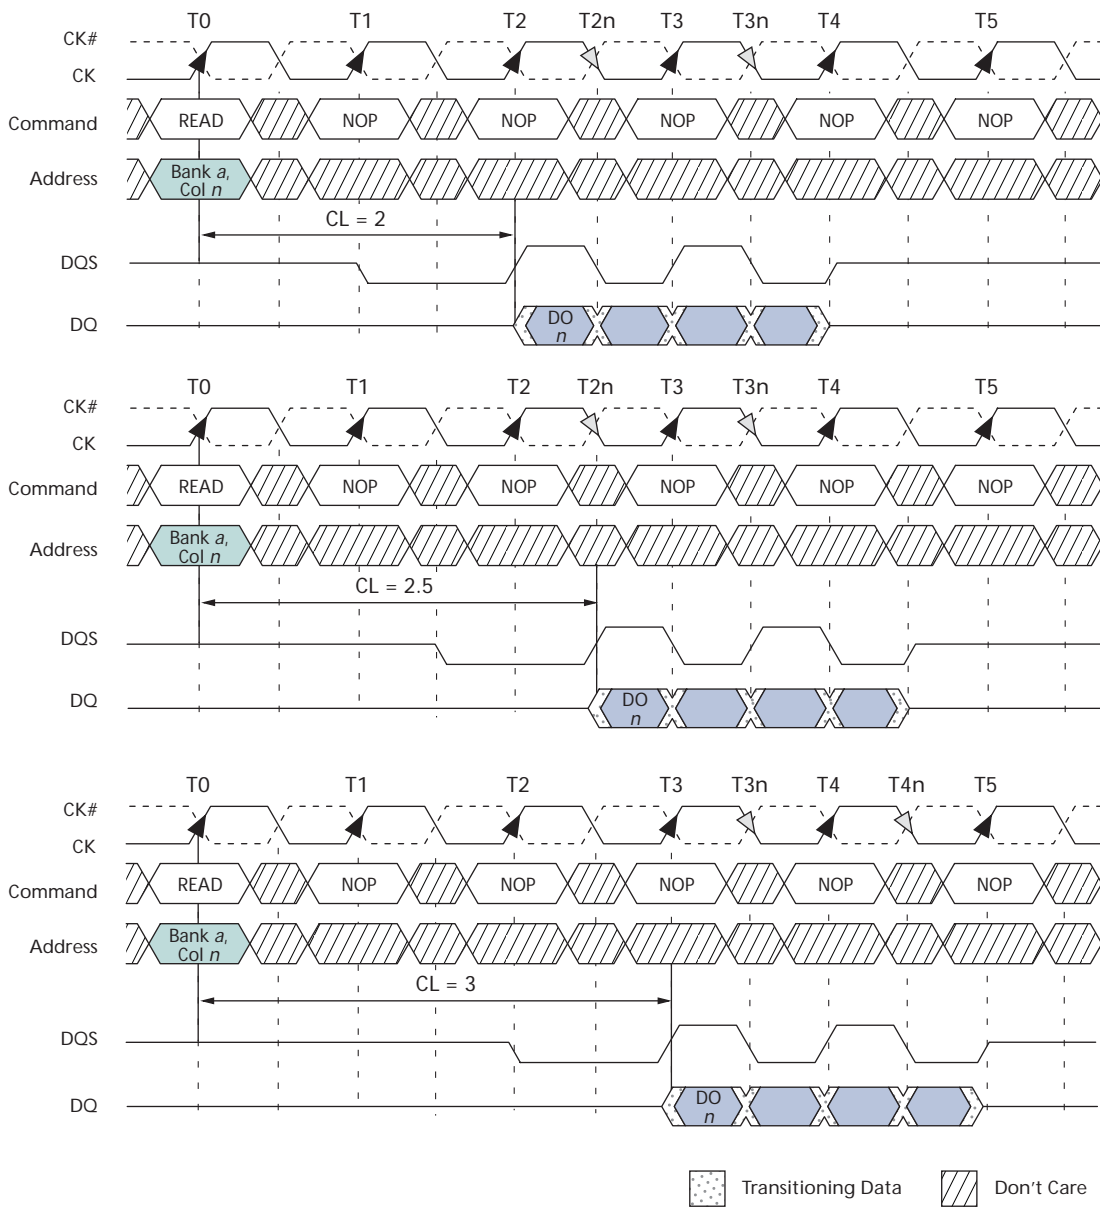 T0 T1 T2 T2n T3 T3n T4 T5
CK#
CK
Command READ NOP NOP NOP NOP NOP
Address Bank a,
Col n
CL = 2
DQS
DQ DO
n
T0 T1 T2 T2n T3 T3n T4 T5
CK#
CK
Command READ NOP NOP NOP NOP NOP
Address Bank a,
Col n
CL = 2.5
DQS
DQ DO
n
T0 T1 T2 T3 T3n T4 T4n T5
CK#
CK
Command READ NOP NOP NOP NOP NOP
Address Bank a,
Col n
CL = 3
DQS
DQ DO
n
Transitioning Data Don't Care